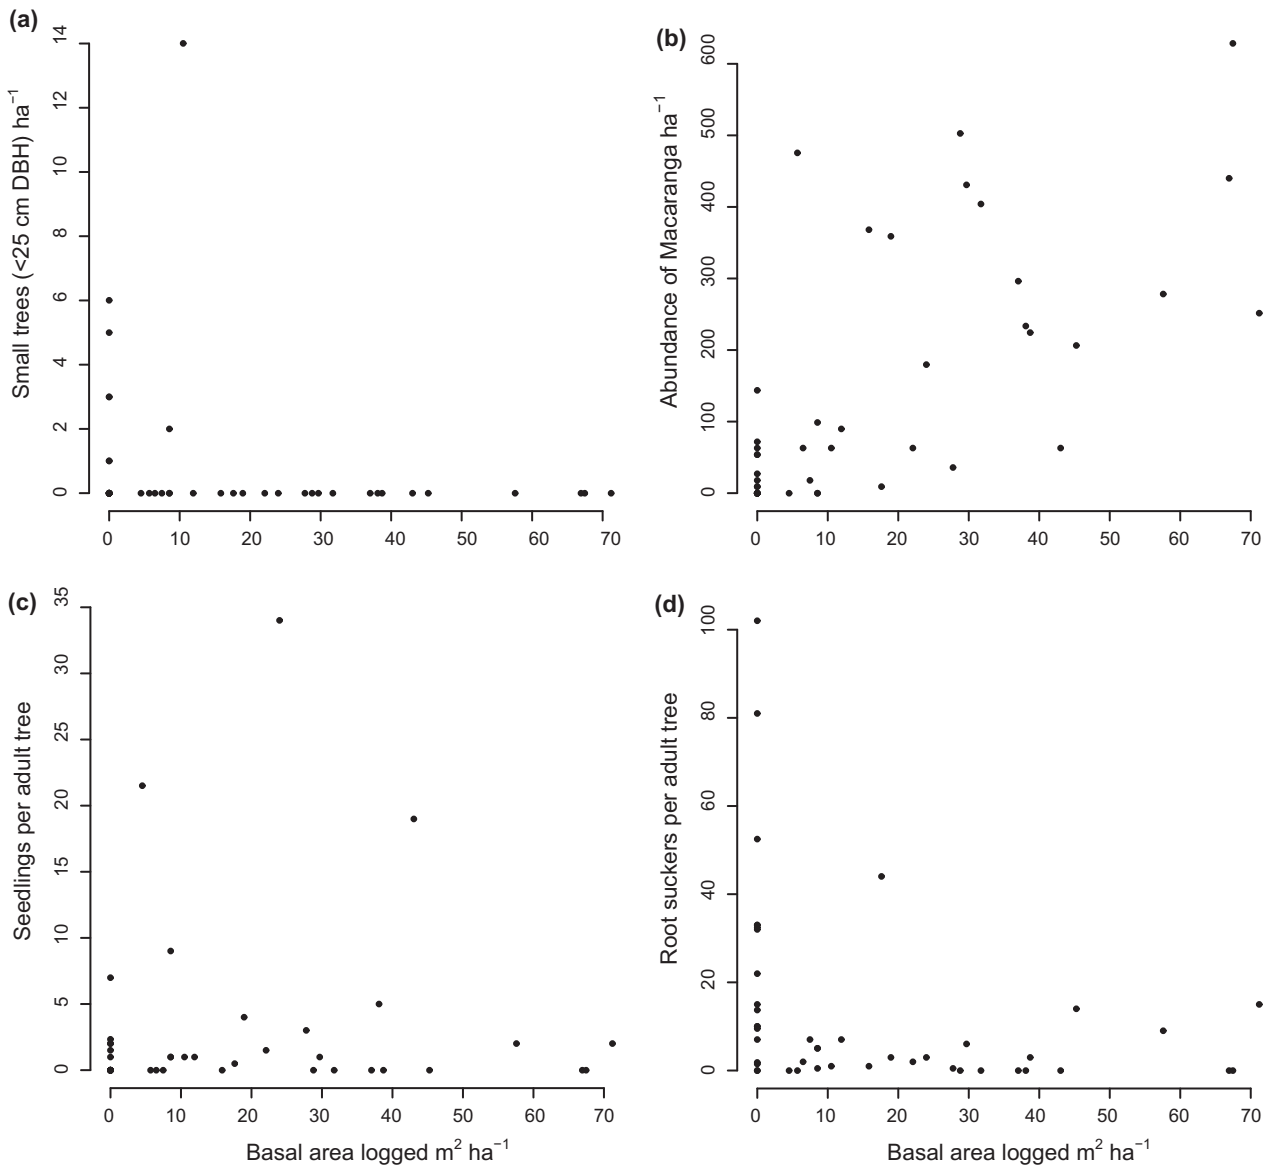 (a)
Small trees (<25 cm DBH) ha⁻¹
14
12
10
8
6
4
2
0
0 10 20 30 40 50 60 70
(b)
Abundance of Macaranga ha⁻¹
600
500
400
300
200
100
0
0 10 20 30 40 50 60 70
(c)
Seedlings per adult tree
35
30
25
20
15
10
5
0
0 10 20 30 40 50 60 70
Basal area logged m² ha⁻¹
(d)
Root suckers per adult tree
100
80
60
40
20
0
0 10 20 30 40 50 60 70
Basal area logged m² ha⁻¹